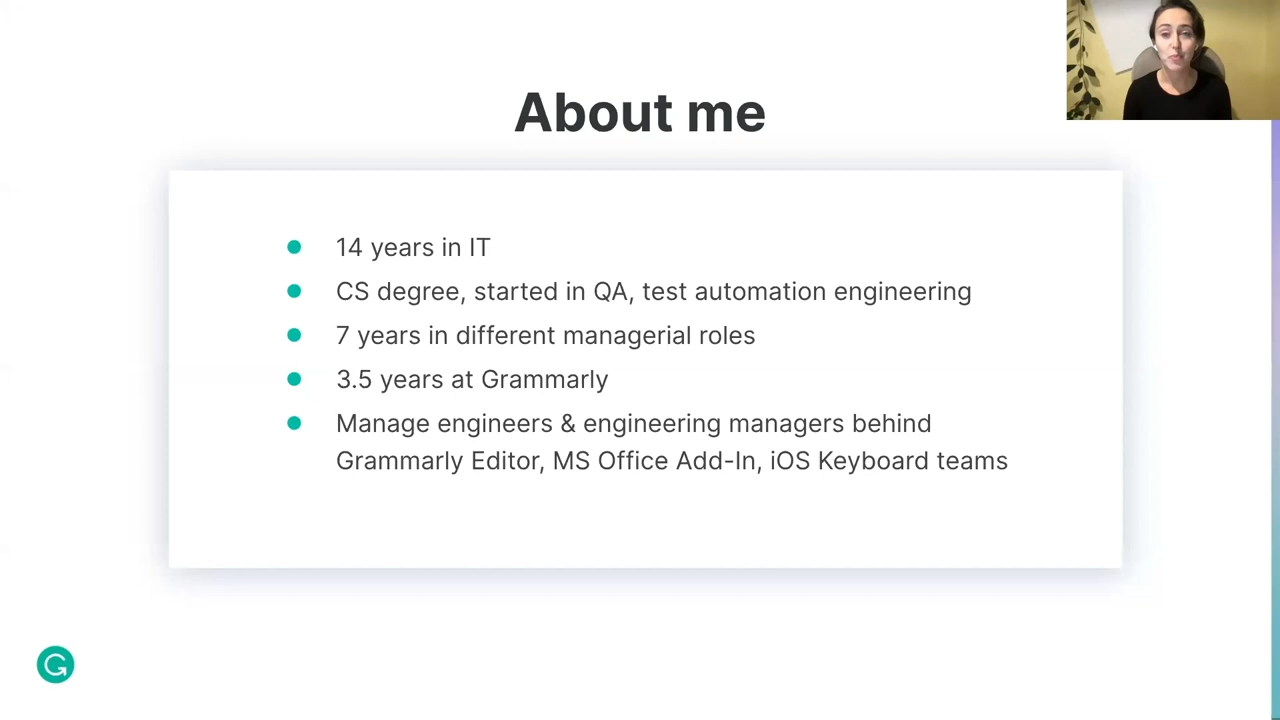 About me
14 years in IT
CS degree, started in QA, test automation engineering
7 years in different managerial roles
3.5 years at Grammarly
Manage engineers & engineering managers behind
Grammarly Editor, MS Office Add-In, iOS Keyboard teams